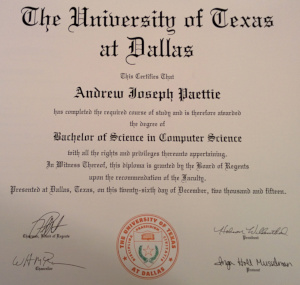 The University of Texas
at Dallas
This Certifies That
Andrew Joseph Paettie
has completed the required course of study and is therefore awarded
the degree of
Bachelor of Science in Computer Science
with all the rights and privileges thereunto appertaining.
In Witness Thereof, this diploma is granted by the Board of Regents
upon the recommendation of the Faculty.
Presented at Dallas, Texas, on this twenty-sixth day of December, two thousand and fifteen.
THE UNIVERSITY OF TEXAS
AT DALLAS
Chairman, Board of Regents
President
Chancellor
Provost